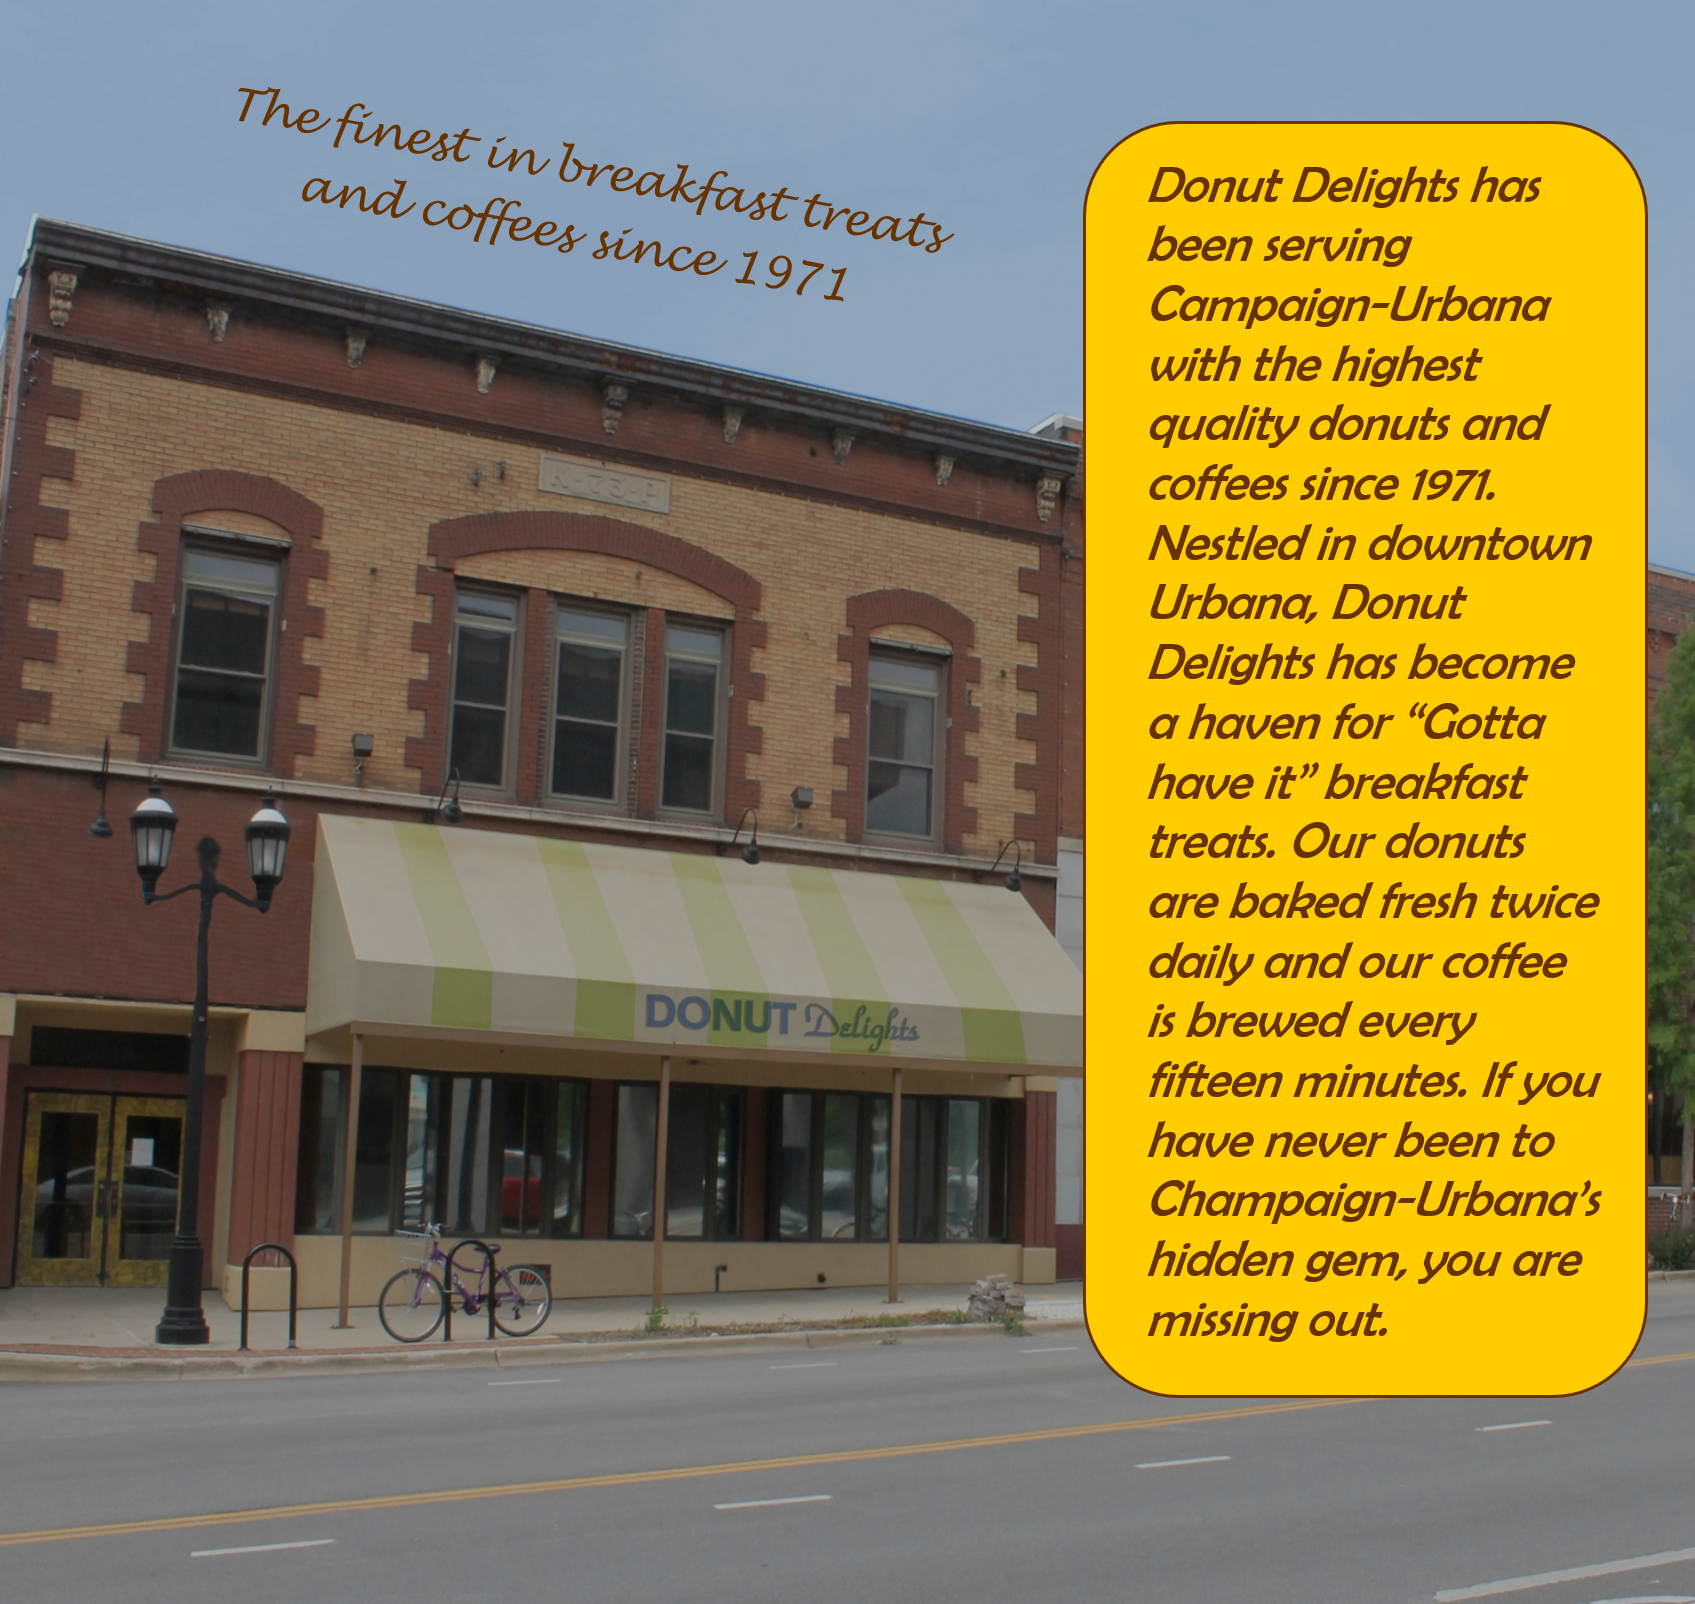 The finest in breakfast treats
and coffees since 1971
Donut Delights has
been serving
Campaign-Urbana
with the highest
quality donuts and
coffees since 1971.
Nestled in downtown
Urbana, Donut
Delights has become
a haven for “Gotta
have it” breakfast
treats. Our donuts
are baked fresh twice
daily and our coffee
is brewed every
fifteen minutes. If you
have never been to
Champaign-Urbana’s
hidden gem, you are
missing out.
K-73-P
DONUT Delights